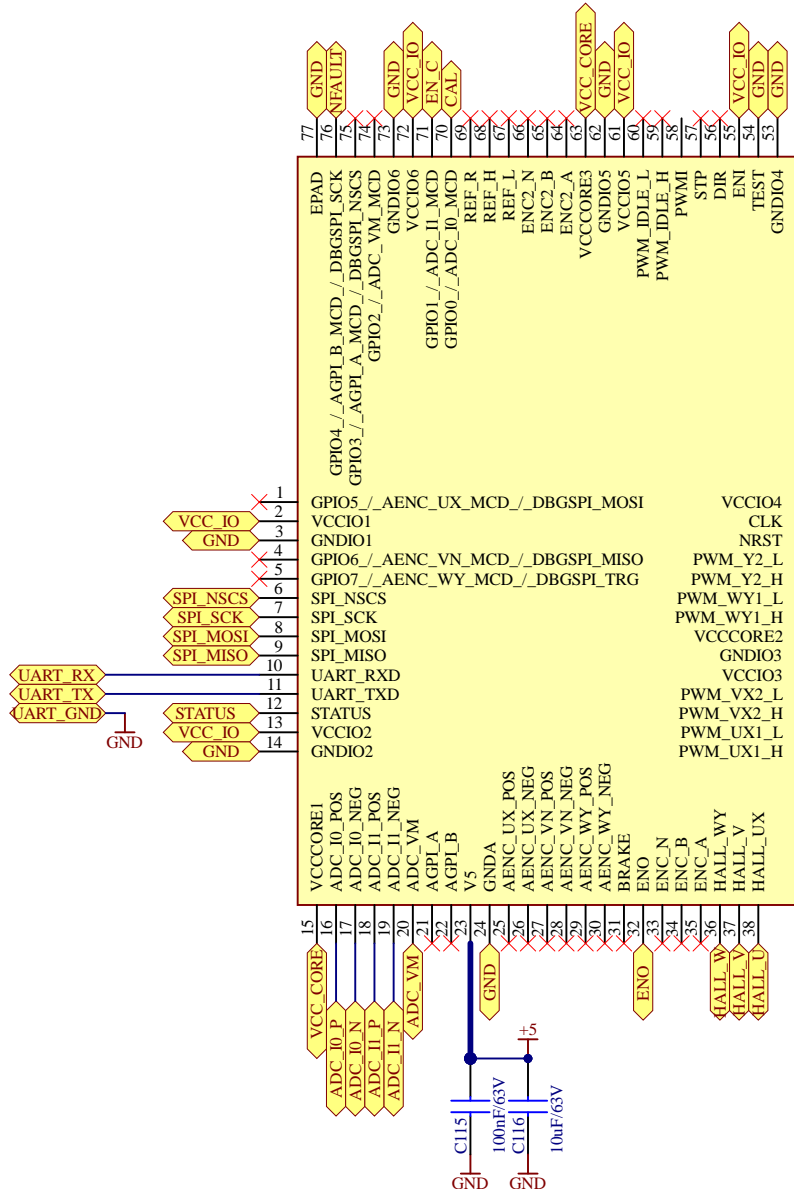 GND
NFAULT
GND
VCC_IO
EN_C
CAL
VCC_CORE
GND
VCC_IO
VCC_IO
GND
GND
77
76
75
74
73
72
71
70
69
68
67
66
65
64
63
62
61
60
59
58
57
56
55
54
53
EPAD
GPIO4_/_AGPI_B_MCD_/_DBGSPI_SCK
GPIO3_/_AGPI_A_MCD_/_DBGSPI_NSCS
GPIO2_/_ADC_VM_MCD
GNDIO6
VCCIO6
GPIO1_/_ADC_I1_MCD
GPIO0_/_ADC_I0_MCD
REF_R
REF_H
REF_L
ENC2_N
ENC2_B
ENC2_A
VCCCORE3
GNDIO5
VCCIO5
PWM_IDLE_L
PWM_IDLE_H
PWMI
STP
DIR
ENI
TEST
GNDIO4
1 GPIO5_/_AENC_UX_MCD_/_DBGSPI_MOSI
VCC_IO 2 VCCIO1
GND 3 GNDIO1
4 GPIO6_/_AENC_VN_MCD_/_DBGSPI_MISO
5 GPIO7_/_AENC_WY_MCD_/_DBGSPI_TRG
SPI_NSCS 6 SPI_NSCS
SPI_SCK 7 SPI_SCK
SPI_MOSI 8 SPI_MOSI
SPI_MISO 9 SPI_MISO
UART_RX 10 UART_RXD
UART_TX 11 UART_TXD
UART_GND
GND
STATUS 12 STATUS
VCC_IO 13 VCCIO2
GND 14 GNDIO2
VCCIO4
CLK
NRST
PWM_Y2_L
PWM_Y2_H
PWM_WY1_L
PWM_WY1_H
VCCCORE2
GNDIO3
VCCIO3
PWM_VX2_L
PWM_VX2_H
PWM_UX1_L
PWM_UX1_H
VCCCORE1
ADC_I0_POS
ADC_I0_NEG
ADC_I1_POS
ADC_I1_NEG
ADC_VM
AGPI_A
AGPI_B
V5
GNDA
AENC_UX_POS
AENC_UX_NEG
AENC_VN_POS
AENC_VN_NEG
AENC_WY_POS
AENC_WY_NEG
BRAKE
ENO
ENC_N
ENC_B
ENC_A
HALL_WY
HALL_V
HALL_UX
15
16
17
18
19
20
21
22
23
24
25
26
27
28
29
30
31
32
33
34
35
36
37
38
VCC_CORE
ADC_I0_P
ADC_I0_N
ADC_I1_P
ADC_I1_N
ADC_VM
GND
ENO
HALL_W
HALL_V
HALL_U
+5
C115
100nF/63V
C116
10uF/63V
GND
GND